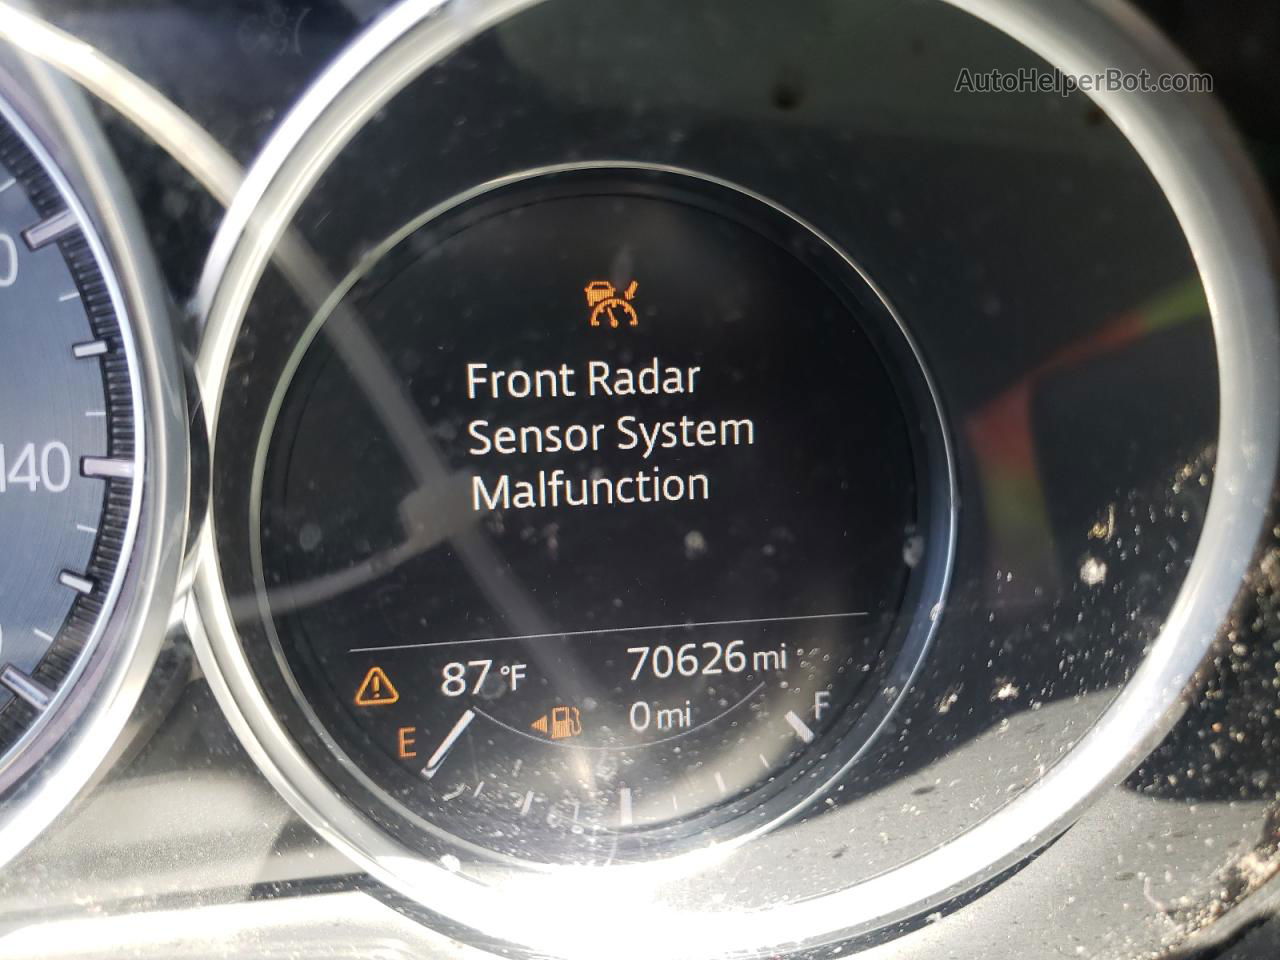 AutoHelperBot.com
Front Radar
Sensor System
Malfunction
87°F 70626 mi
0 mi
E F
140